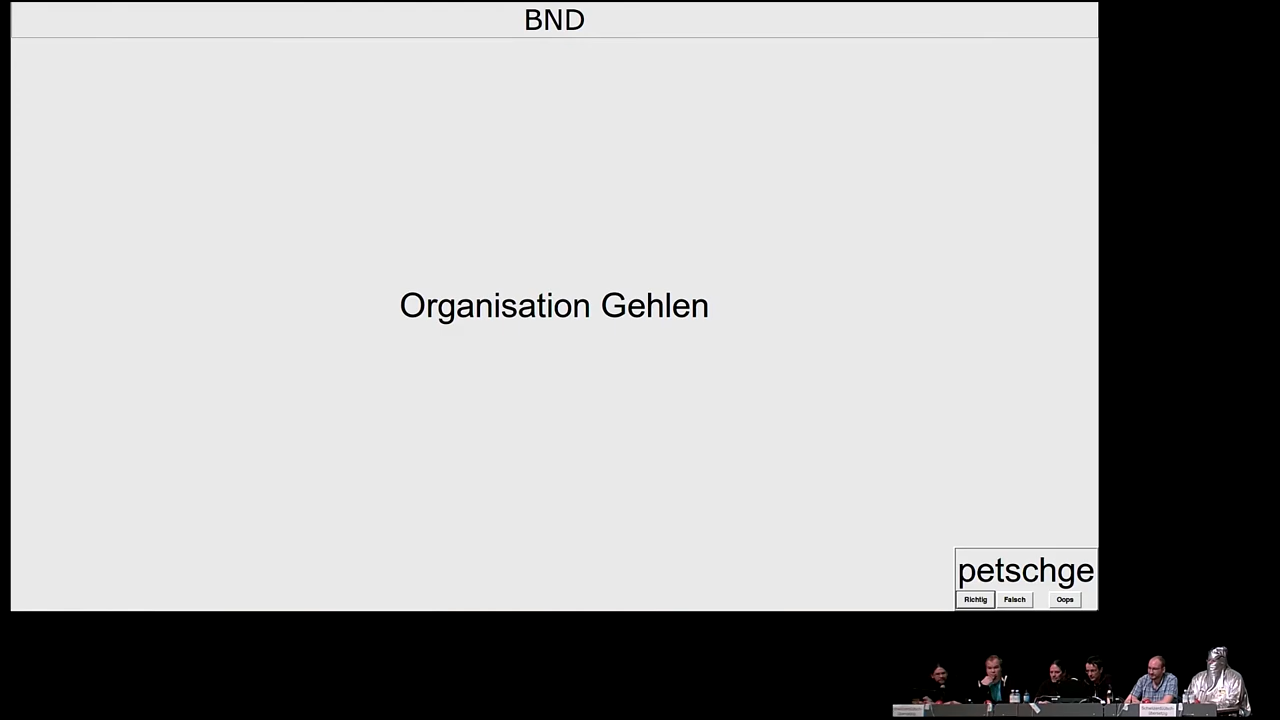 BND
Organisation Gehlen
petschge
Richtig
Falsch
Oops